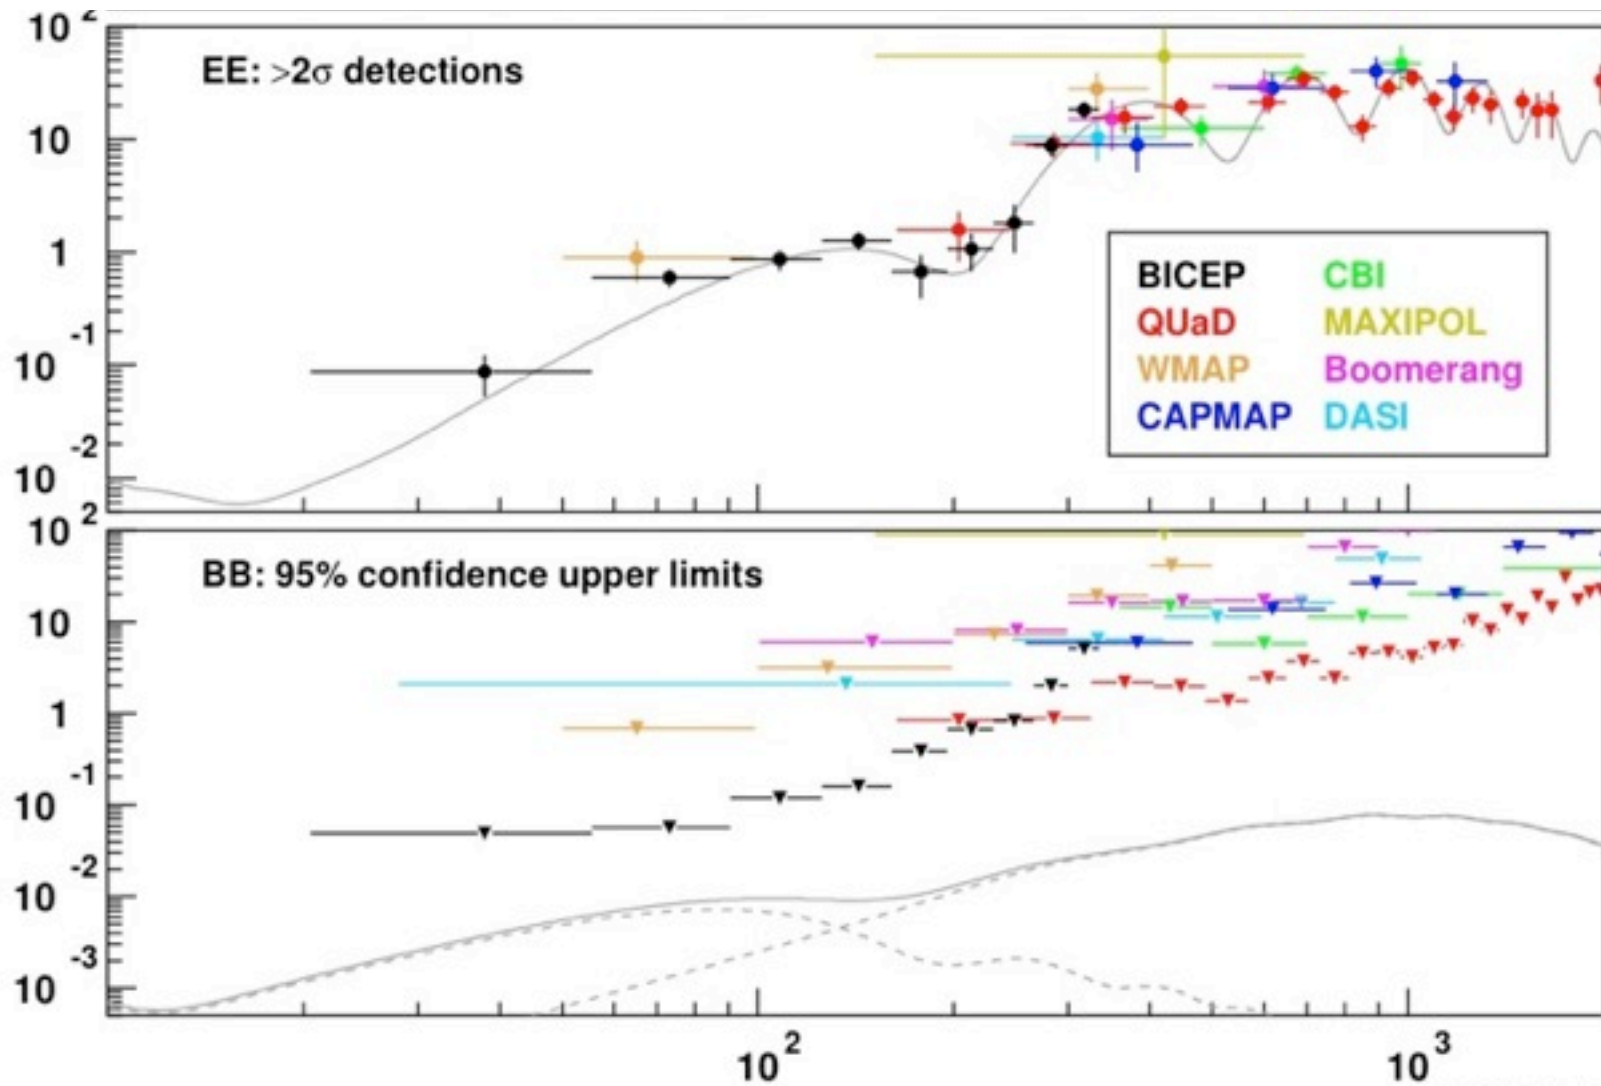 10 2
EE: >2σ detections
10
1
-1
10
-2
10
BICEP CBI
QUaD MAXIPOL
WMAP Boomerang
CAPMAP DASI
2
10
BB: 95% confidence upper limits
10
1
-1
10
-2
10
-3
10
10 2 10 3